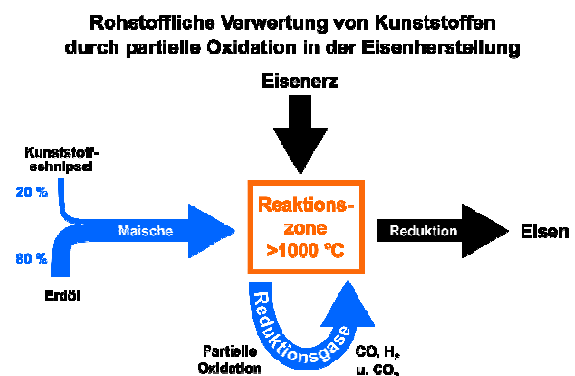 Rohstoffliche Verwertung von Kunststoffen
durch partielle Oxidation in der Eisenherstellung
Eisenerz
Kunststoff-
schnipsel
20 %
Maische
80 %
Erdöl
Reaktions-
zone
>1000 °C
Reduktion
Eisen
Reduktionsgase
Partielle
Oxidation
CO, H₂
u. CO₂